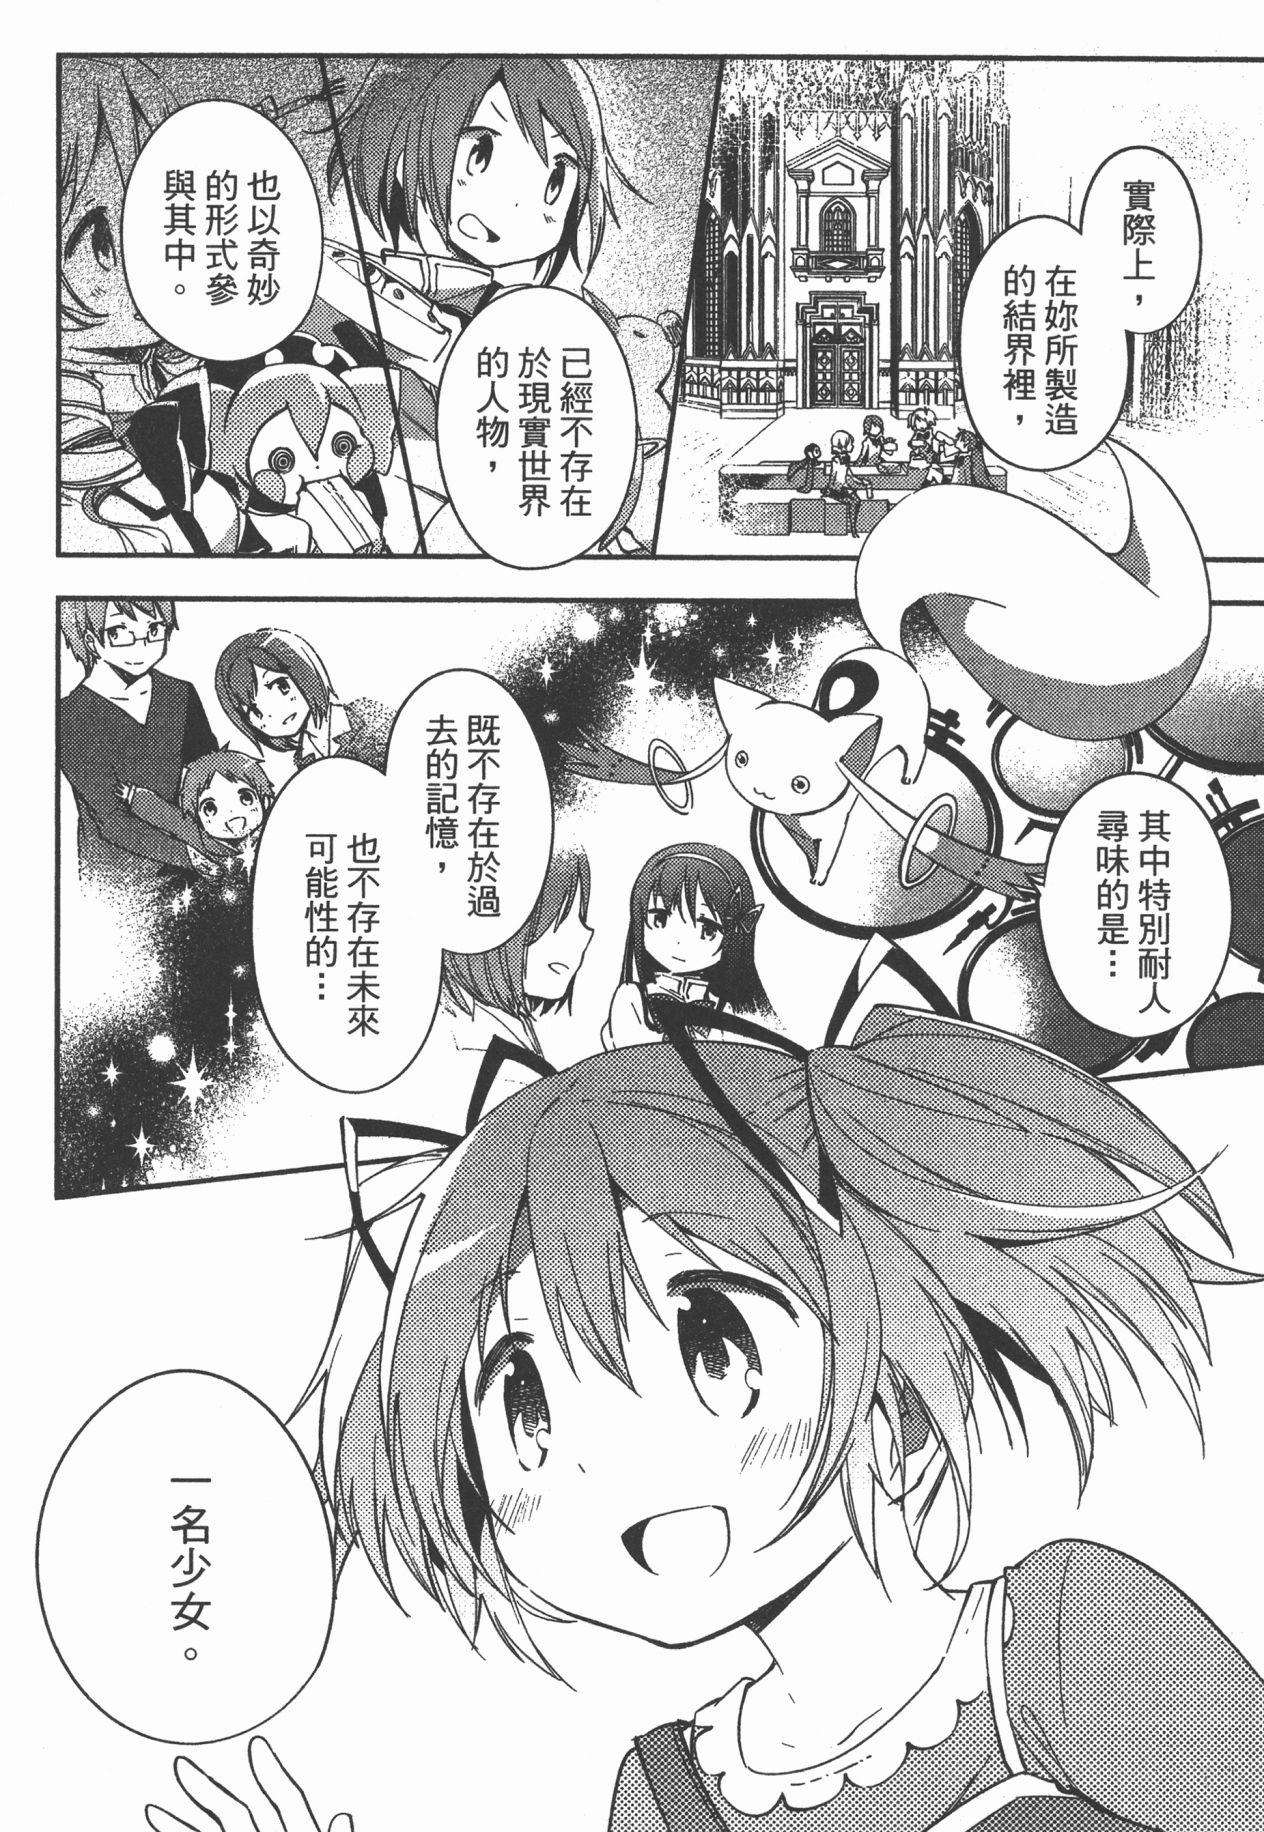 實際上，
在妳所製造
的結界裡，
已經不存在
於現實世界
的人物，
也以奇妙
的形式參
與其中。
其中特別耐人
尋味的是…
既不存在於過
去的記憶，
也不存在未來
可能性的…
一名少女。